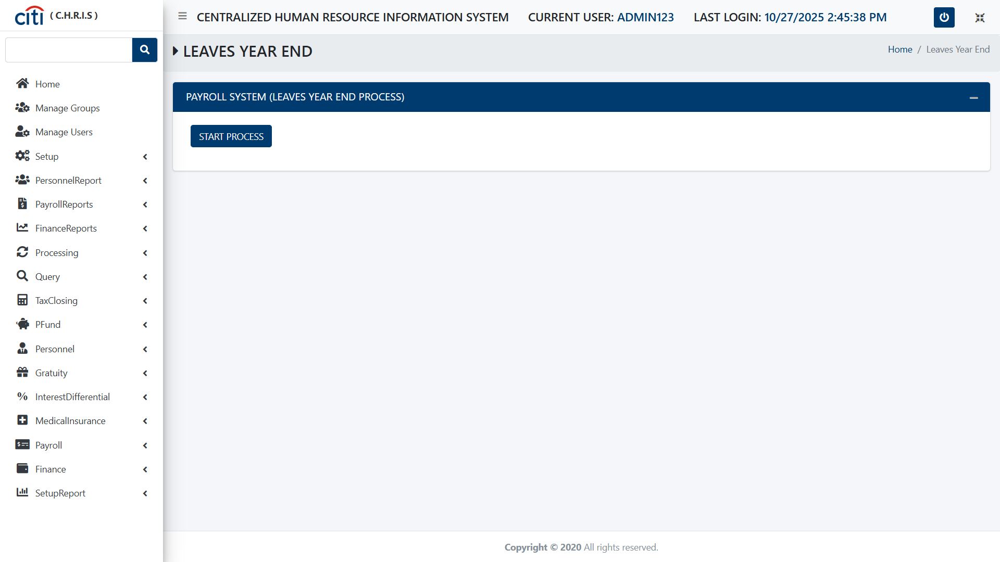 citi ( C.H.R.I.S )
CENTRALIZED HUMAN RESOURCE INFORMATION SYSTEM CURRENT USER: ADMIN123 LAST LOGIN: 10/27/2025 2:45:38 PM
LEAVES YEAR END
Home / Leaves Year End
Home
Manage Groups
Manage Users
Setup
PersonnelReport
PayrollReports
FinanceReports
Processing
Query
TaxClosing
PFund
Personnel
Gratuity
InterestDifferential
MedicalInsurance
Payroll
Finance
SetupReport
PAYROLL SYSTEM (LEAVES YEAR END PROCESS)
START PROCESS
Copyright © 2020 All rights reserved.